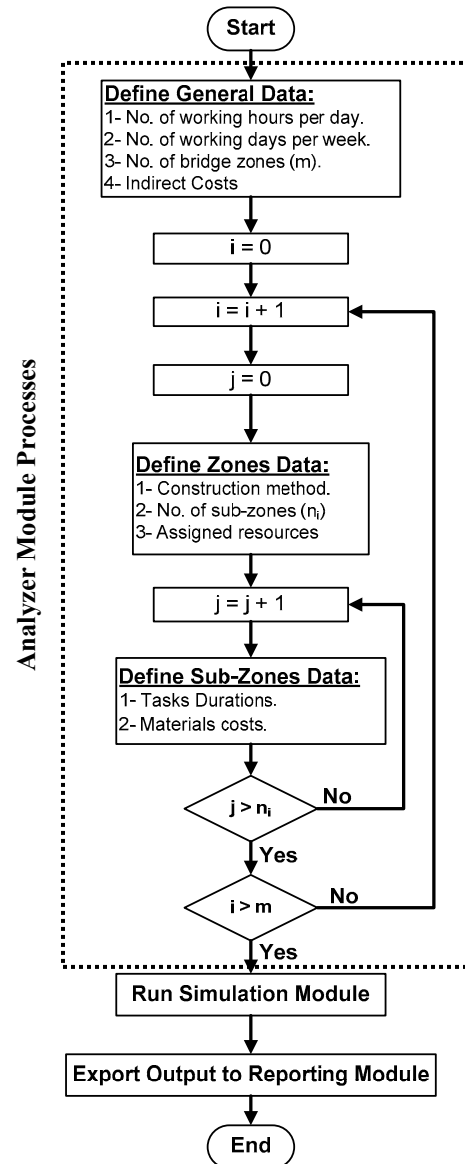 Start
Define General Data:
1- No. of working hours per day.
2- No. of working days per week.
3- No. of bridge zones (m).
4- Indirect Costs
i = 0
i = i + 1
j = 0
Define Zones Data:
1- Construction method.
2- No. of sub-zones (nᵢ)
3- Assigned resources
j = j + 1
Define Sub-Zones Data:
1- Tasks Durations.
2- Materials costs.
j > nᵢ
No
Yes
i > m
No
Yes
Analyzer Module Processes
Run Simulation Module
Export Output to Reporting Module
End